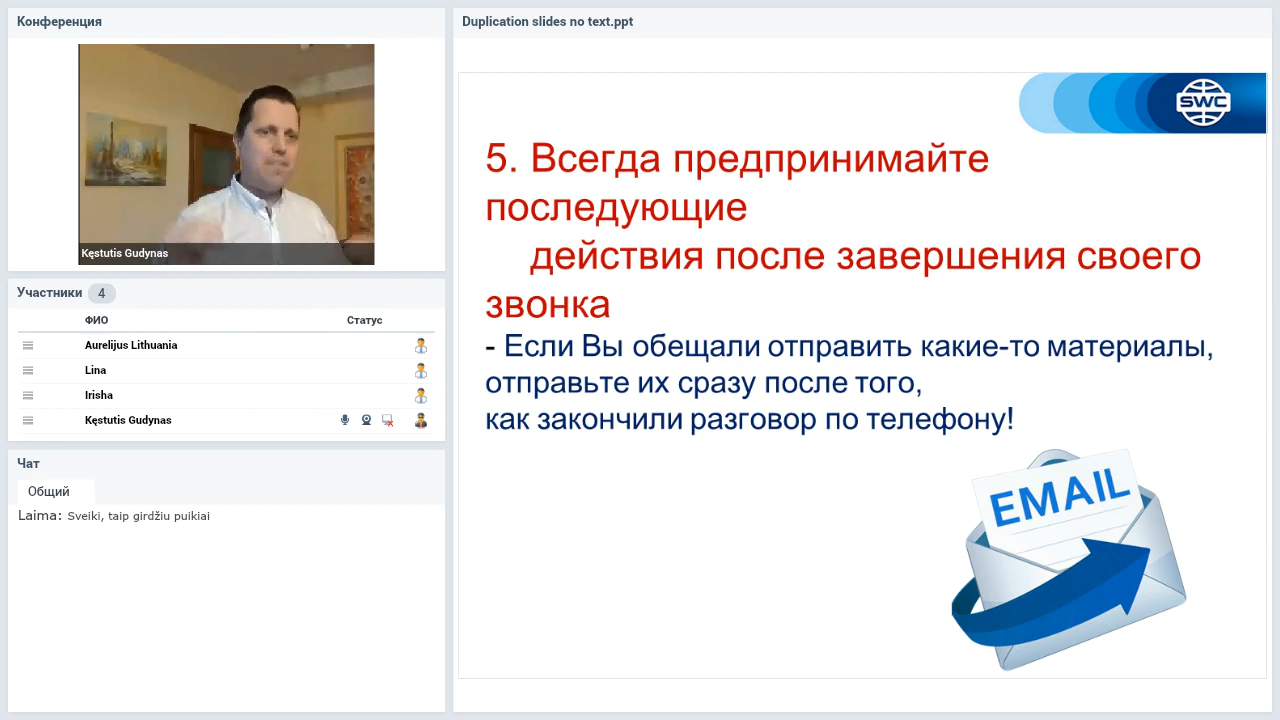 Конференция
Kęstutis Gudynas
Участники 4
ФИО Статус
Aurelijus Lithuania
Lina
Irisha
Kęstutis Gudynas
Чат
Общий
Laima: Sveiki, taip girdžiu puikiai
Duplication slides no text.ppt
SWC
5. Всегда предпринимайте
последующие
действия после завершения своего
звонка
- Если Вы обещали отправить какие-то материалы,
отправьте их сразу после того,
как закончили разговор по телефону!
EMAIL